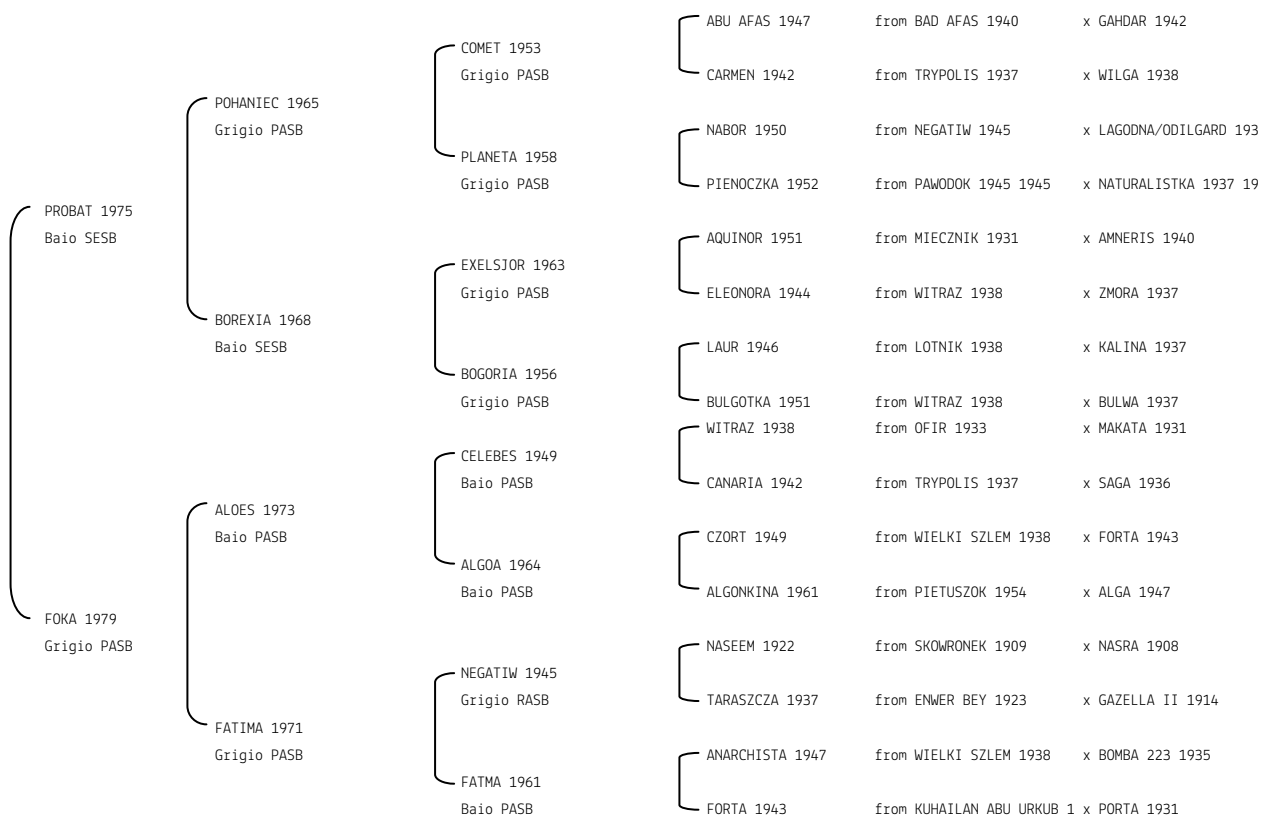 ABU AFAS 1947 from BAD AFAS 1940 x GAHDAR 1942
COMET 1953
Grigio PASB
CARMEN 1942 from TRYPOLIS 1937 x WILGA 1938
POHANIEC 1965
Grigio PASB
NABOR 1950 from NEGATIW 1945 x LAGODNA/ODILGARD 193
PLANETA 1958
Grigio PASB
PIENOCZKA 1952 from PAWODOK 1945 1945 x NATURALISTKA 1937 19
PROBAT 1975
Baio SESB
AQUINOR 1951 from MIECZNIK 1931 x AMNERIS 1940
EXELSJOR 1963
Grigio PASB
ELEONORA 1944 from WITRAZ 1938 x ZMORA 1937
BOREXIA 1968
Baio SESB
LAUR 1946 from LOTNIK 1938 x KALINA 1937
BOGORIA 1956
Grigio PASB
BULGOTKA 1951 from WITRAZ 1938 x BULWA 1937
WITRAZ 1938 from OFIR 1933 x MAKATA 1931
CELEBES 1949
Baio PASB
CANARIA 1942 from TRYPOLIS 1937 x SAGA 1936
ALOES 1973
Baio PASB
CZORT 1949 from WIELKI SZLEM 1938 x FORTA 1943
ALGOA 1964
Baio PASB
ALGONKINA 1961 from PIETUSZOK 1954 x ALGA 1947
FOKA 1979
Grigio PASB
NASEEM 1922 from SKOWRONEK 1909 x NASRA 1908
NEGATIW 1945
Grigio RASB
TARASZCZA 1937 from ENWER BEY 1923 x GAZELLA II 1914
FATIMA 1971
Grigio PASB
ANARCHISTA 1947 from WIELKI SZLEM 1938 x BOMBA 223 1935
FATMA 1961
Baio PASB
FORTA 1943 from KUHAILAN ABU URKUB 1 x PORTA 1931